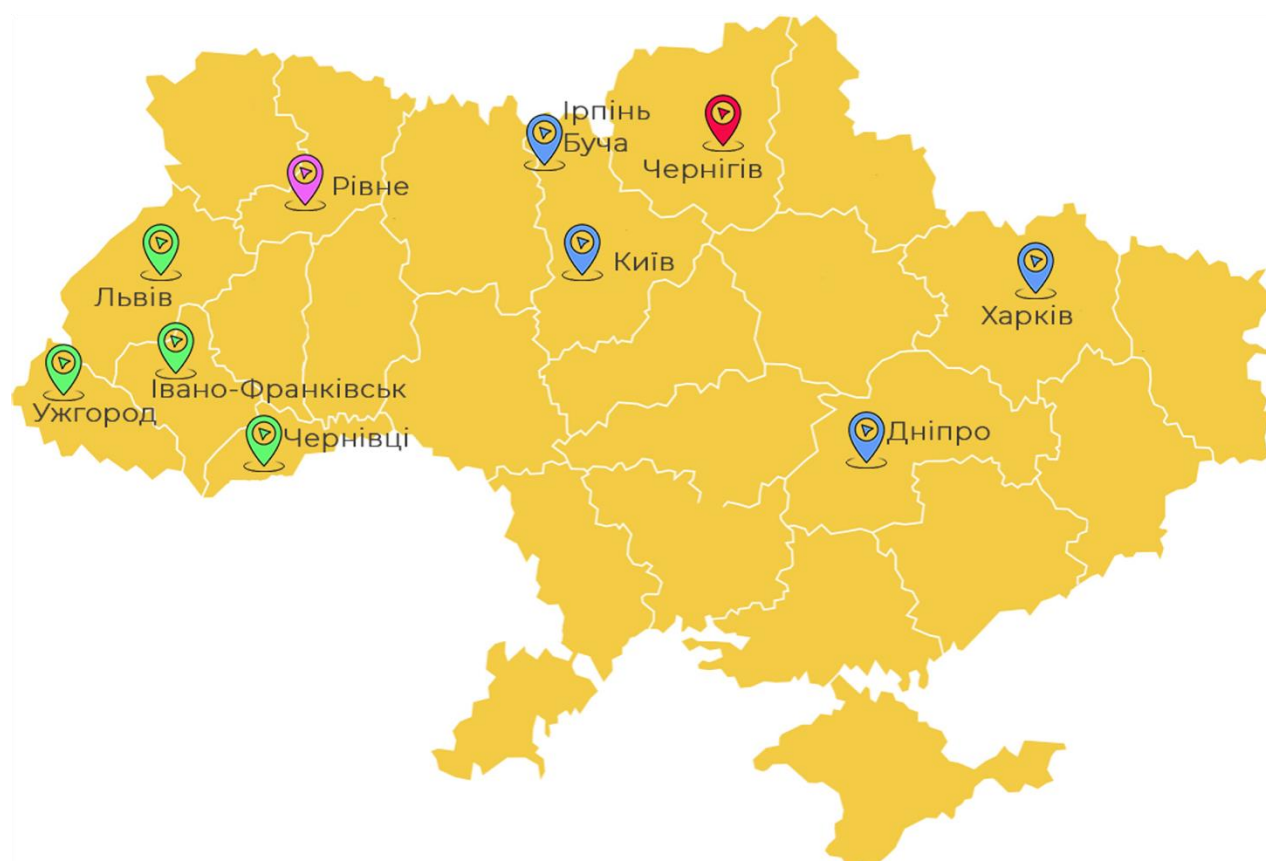 Ірпінь
Буча
Чернігів
Рівне
Київ
Львів
Харків
Івано-Франківськ
Ужгород
Чернівці
Дніпро